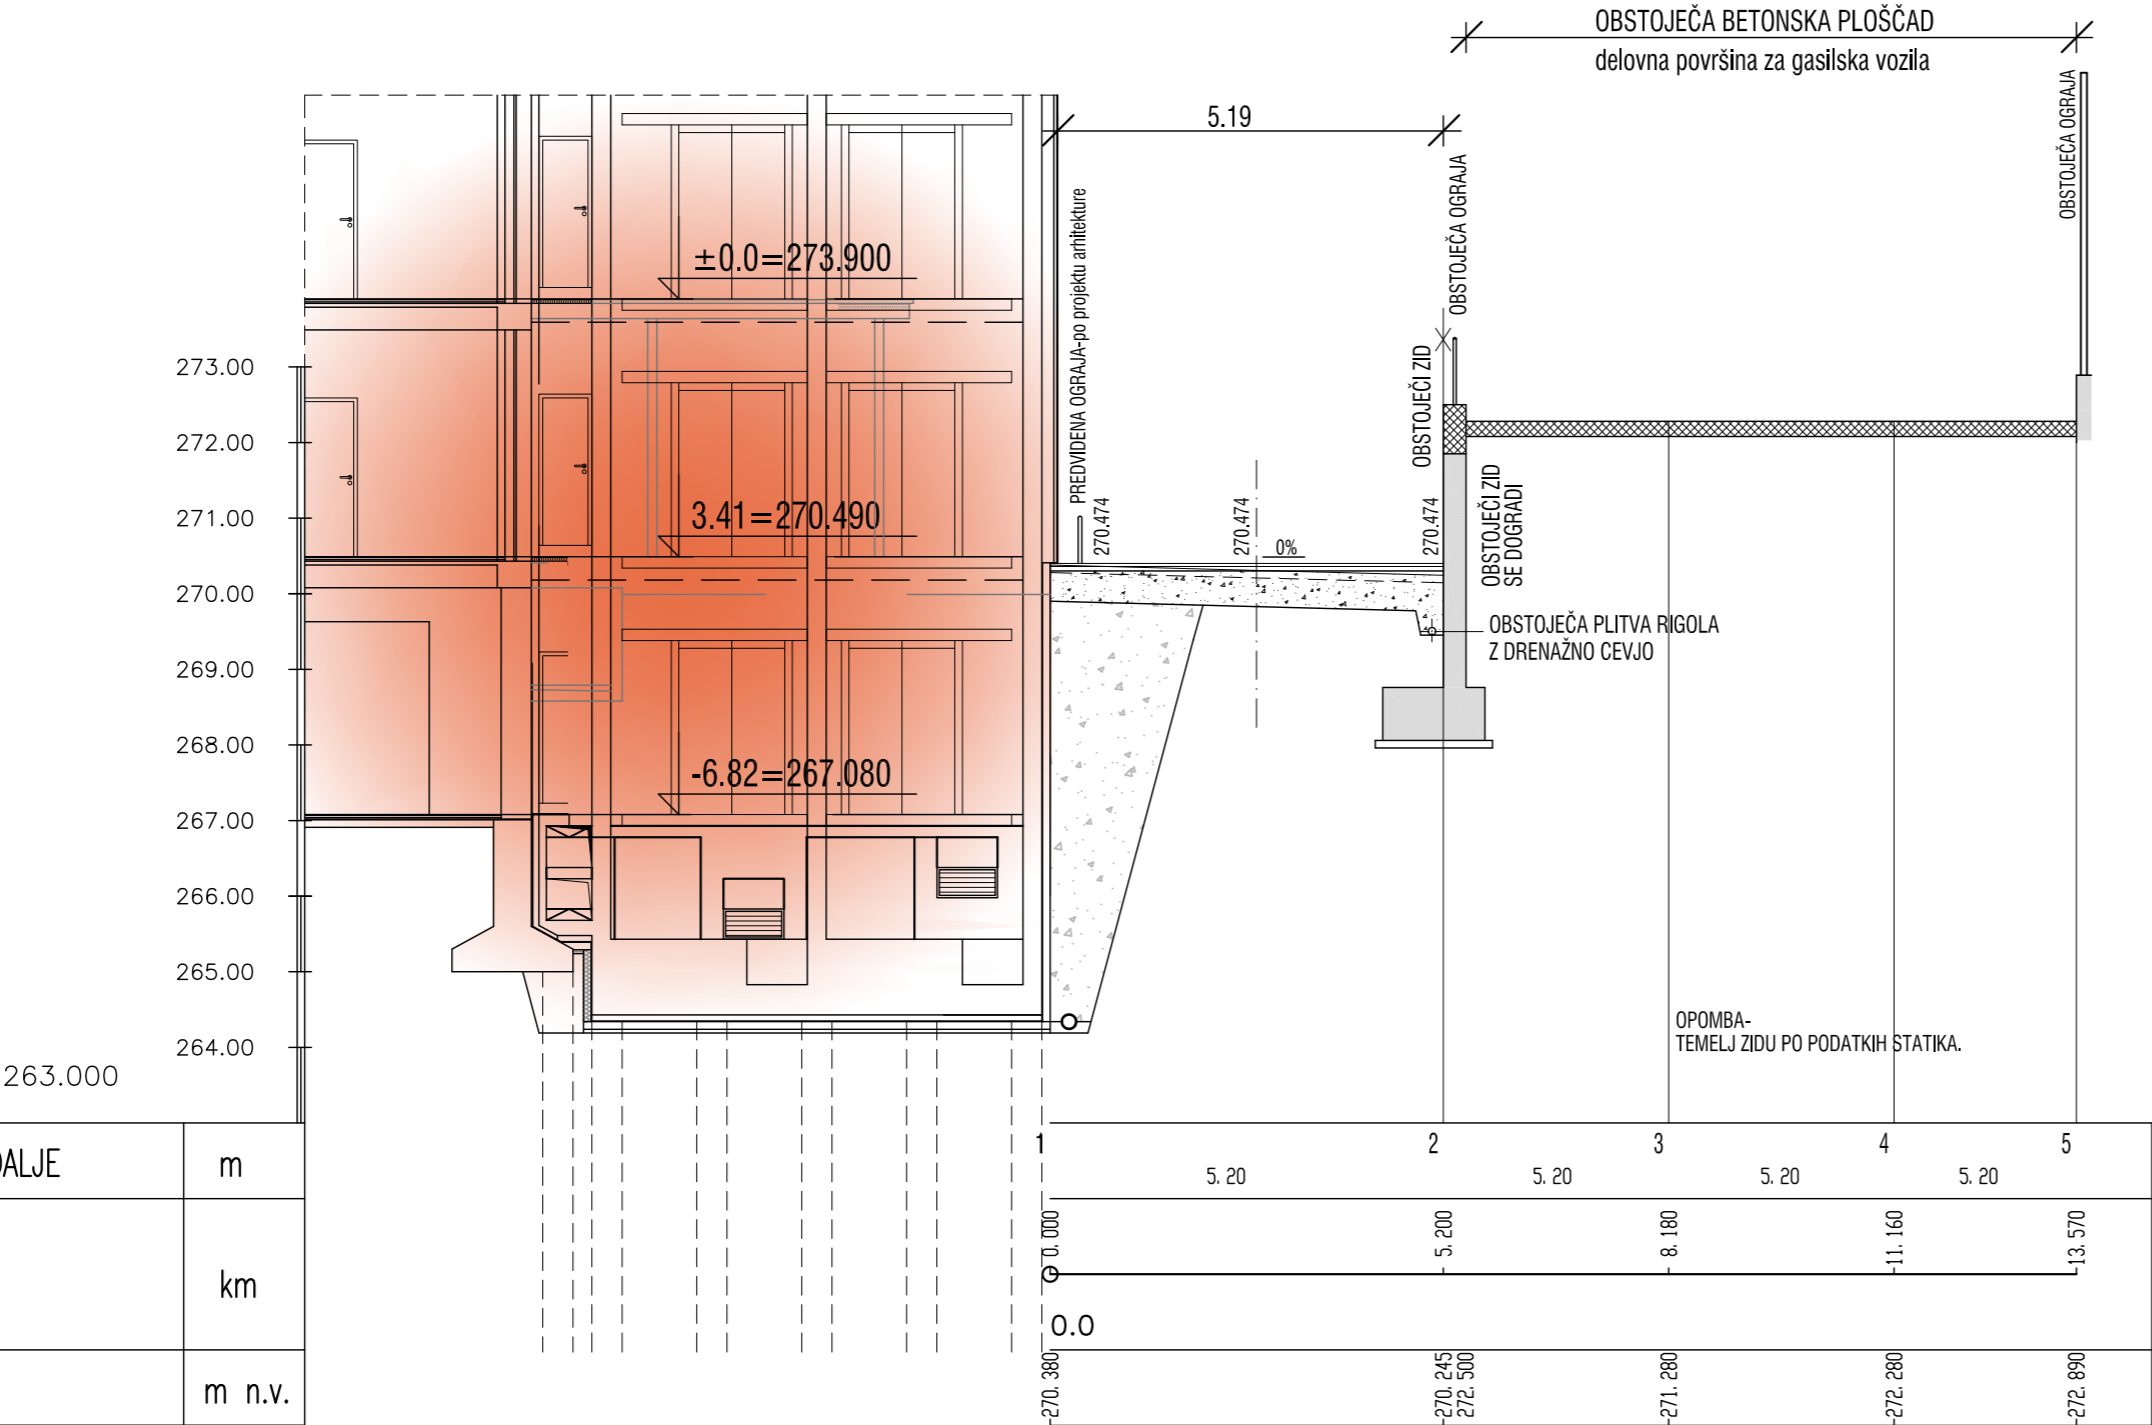 OBSTOJEČA BETONSKA PLOŠČAD
delovna površina za gasilska vozila
5.19
OBSTOJEČA OGRAJA
OBSTOJEČA OGRAJA
PREDVIDENA OGRAJA-po projektu arhitekture
±0.0=273.900
OBSTOJEČI ZID
273.00
272.00
271.00
270.00
269.00
268.00
267.00
266.00
265.00
264.00
263.000
3.41=270.490
270.474
270.474
0%
270.474
OBSTOJEČI ZID
SE DOGRADI
OBSTOJEČA PLITVA RIGOLA
Z DRENAŽNO CEVJO
-6.82=267.080
OPOMBA-
TEMELJ ZIDU PO PODATKIH STATIKA.
DALJE m
1 2 3 4 5
5.20 5.20 5.20 5.20
km
0.000 5.200 8.180 11.160 13.570
0.0
m n.v.
270.380 270.245 272.500 271.280 272.280 272.890